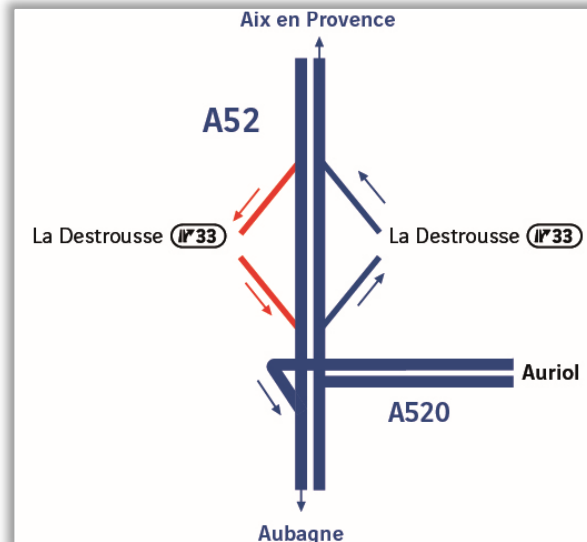 Aix en Provence
A52
La Destrousse 33
La Destrousse 33
Auriol
A520
Aubagne